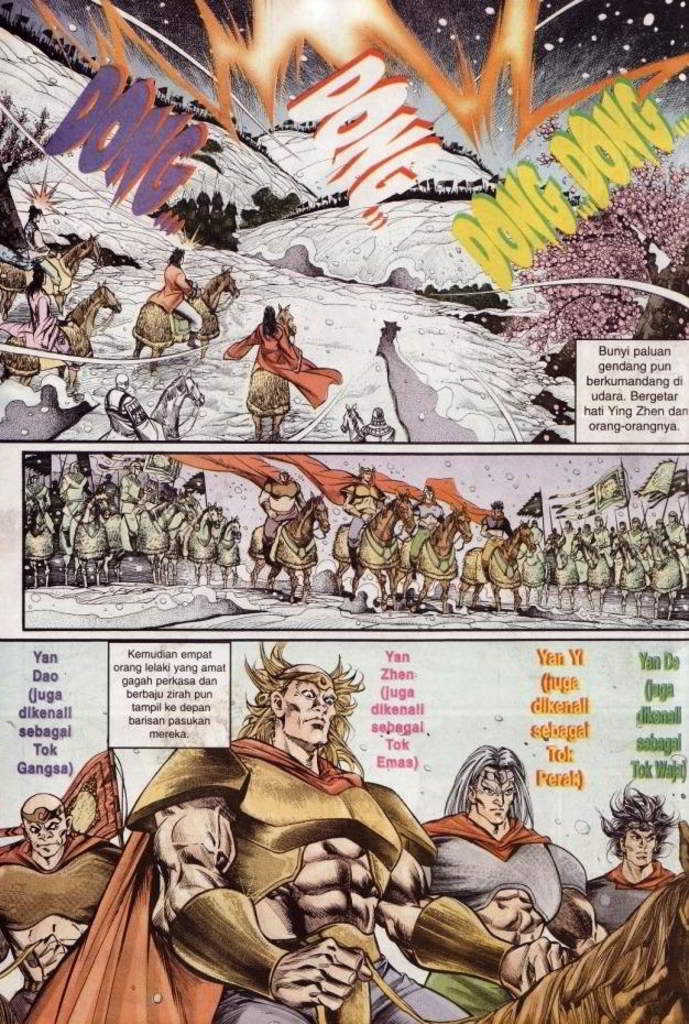 DONG
DONG
DONG...DONG
Bunyi paluan
gendang pun
berkumandang di
udara. Bergetar
hati Ying Zhen dan
orang-orangnya.
Yan
Dao
(juga
dikenali
sebagai
Tok
Gangsa)
Kemudian empat
orang lelaki yang amat
gagah perkasa dan
berbaju zirah pun
tampil ke depan
barisan pasukan
mereka.
Yan
Zhen
(juga
dikenali
sebagai
Tok
Emas)
Yan Yi
(juga
dikenali
sebagai
Tok
Perak)
Yan De
(juga
dikenali
sebagai
Tok Waja)